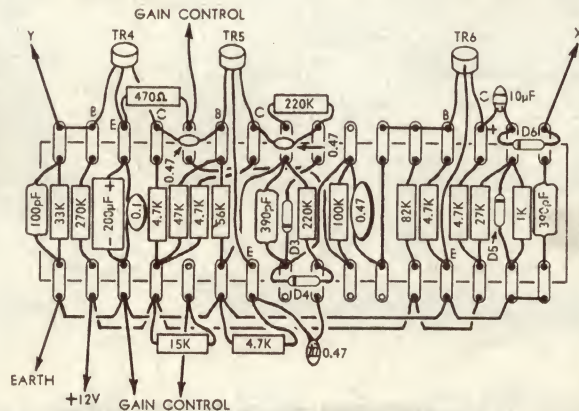 GAIN CONTROL
Y
TR4
TR5
TR6
X
B
E
470Ω
C
B
C
220K
B
C
10μF
+
D6
0.47
0.47
100pF
33K
270K
+
200μF
−
0.1
4.7K
47K
4.7K
56K
390pF
D3
220K
100K
0.47
82K
4.7K
4.7K
27K
D5
1K
390pF
E
E
D4
15K
4.7K
0.47
EARTH
+12V
GAIN CONTROL